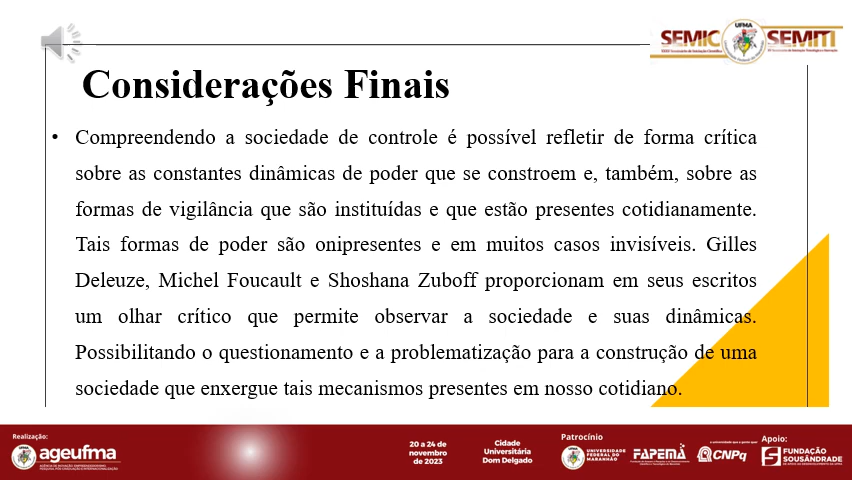 UFMA
SEMIC
SEMITI
Considerações Finais
• Compreendendo a sociedade de controle é possível refletir de forma crítica
sobre as constantes dinâmicas de poder que se constroem e, também, sobre as
formas de vigilância que são instituídas e que estão presentes cotidianamente.
Tais formas de poder são onipresentes e em muitos casos invisíveis. Gilles
Deleuze, Michel Foucault e Shoshana Zuboff proporcionam em seus escritos
um olhar crítico que permite observar a sociedade e suas dinâmicas.
Possibilitando o questionamento e a problematização para a construção de uma
sociedade que enxergue tais mecanismos presentes em nosso cotidiano.
Realização:
ageufma
20 a 24 de
novembro
de 2023
Cidade
Universitária
Dom Delgado
Patrocínio
UNIVERSIDADE
FEDERAL DO
MARANHÃO
FAPEMA
CNPq
Apoio:
FUNDAÇÃO
SOUSÂNDRADE